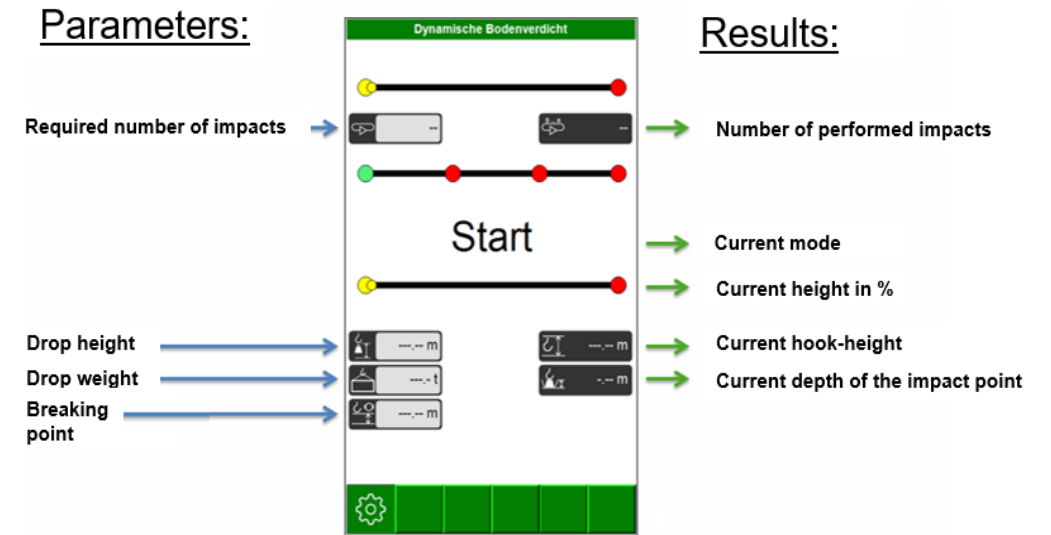 Parameters:
Dynamische Bodenverdicht
Results:
Required number of impacts
--
--
Number of performed impacts
Start
Current mode
Current height in %
Drop height
---.-- m
---.-- m
Current hook-height
Drop weight
---.- t
-.-- m
Current depth of the impact point
Breaking
point
---.-- m